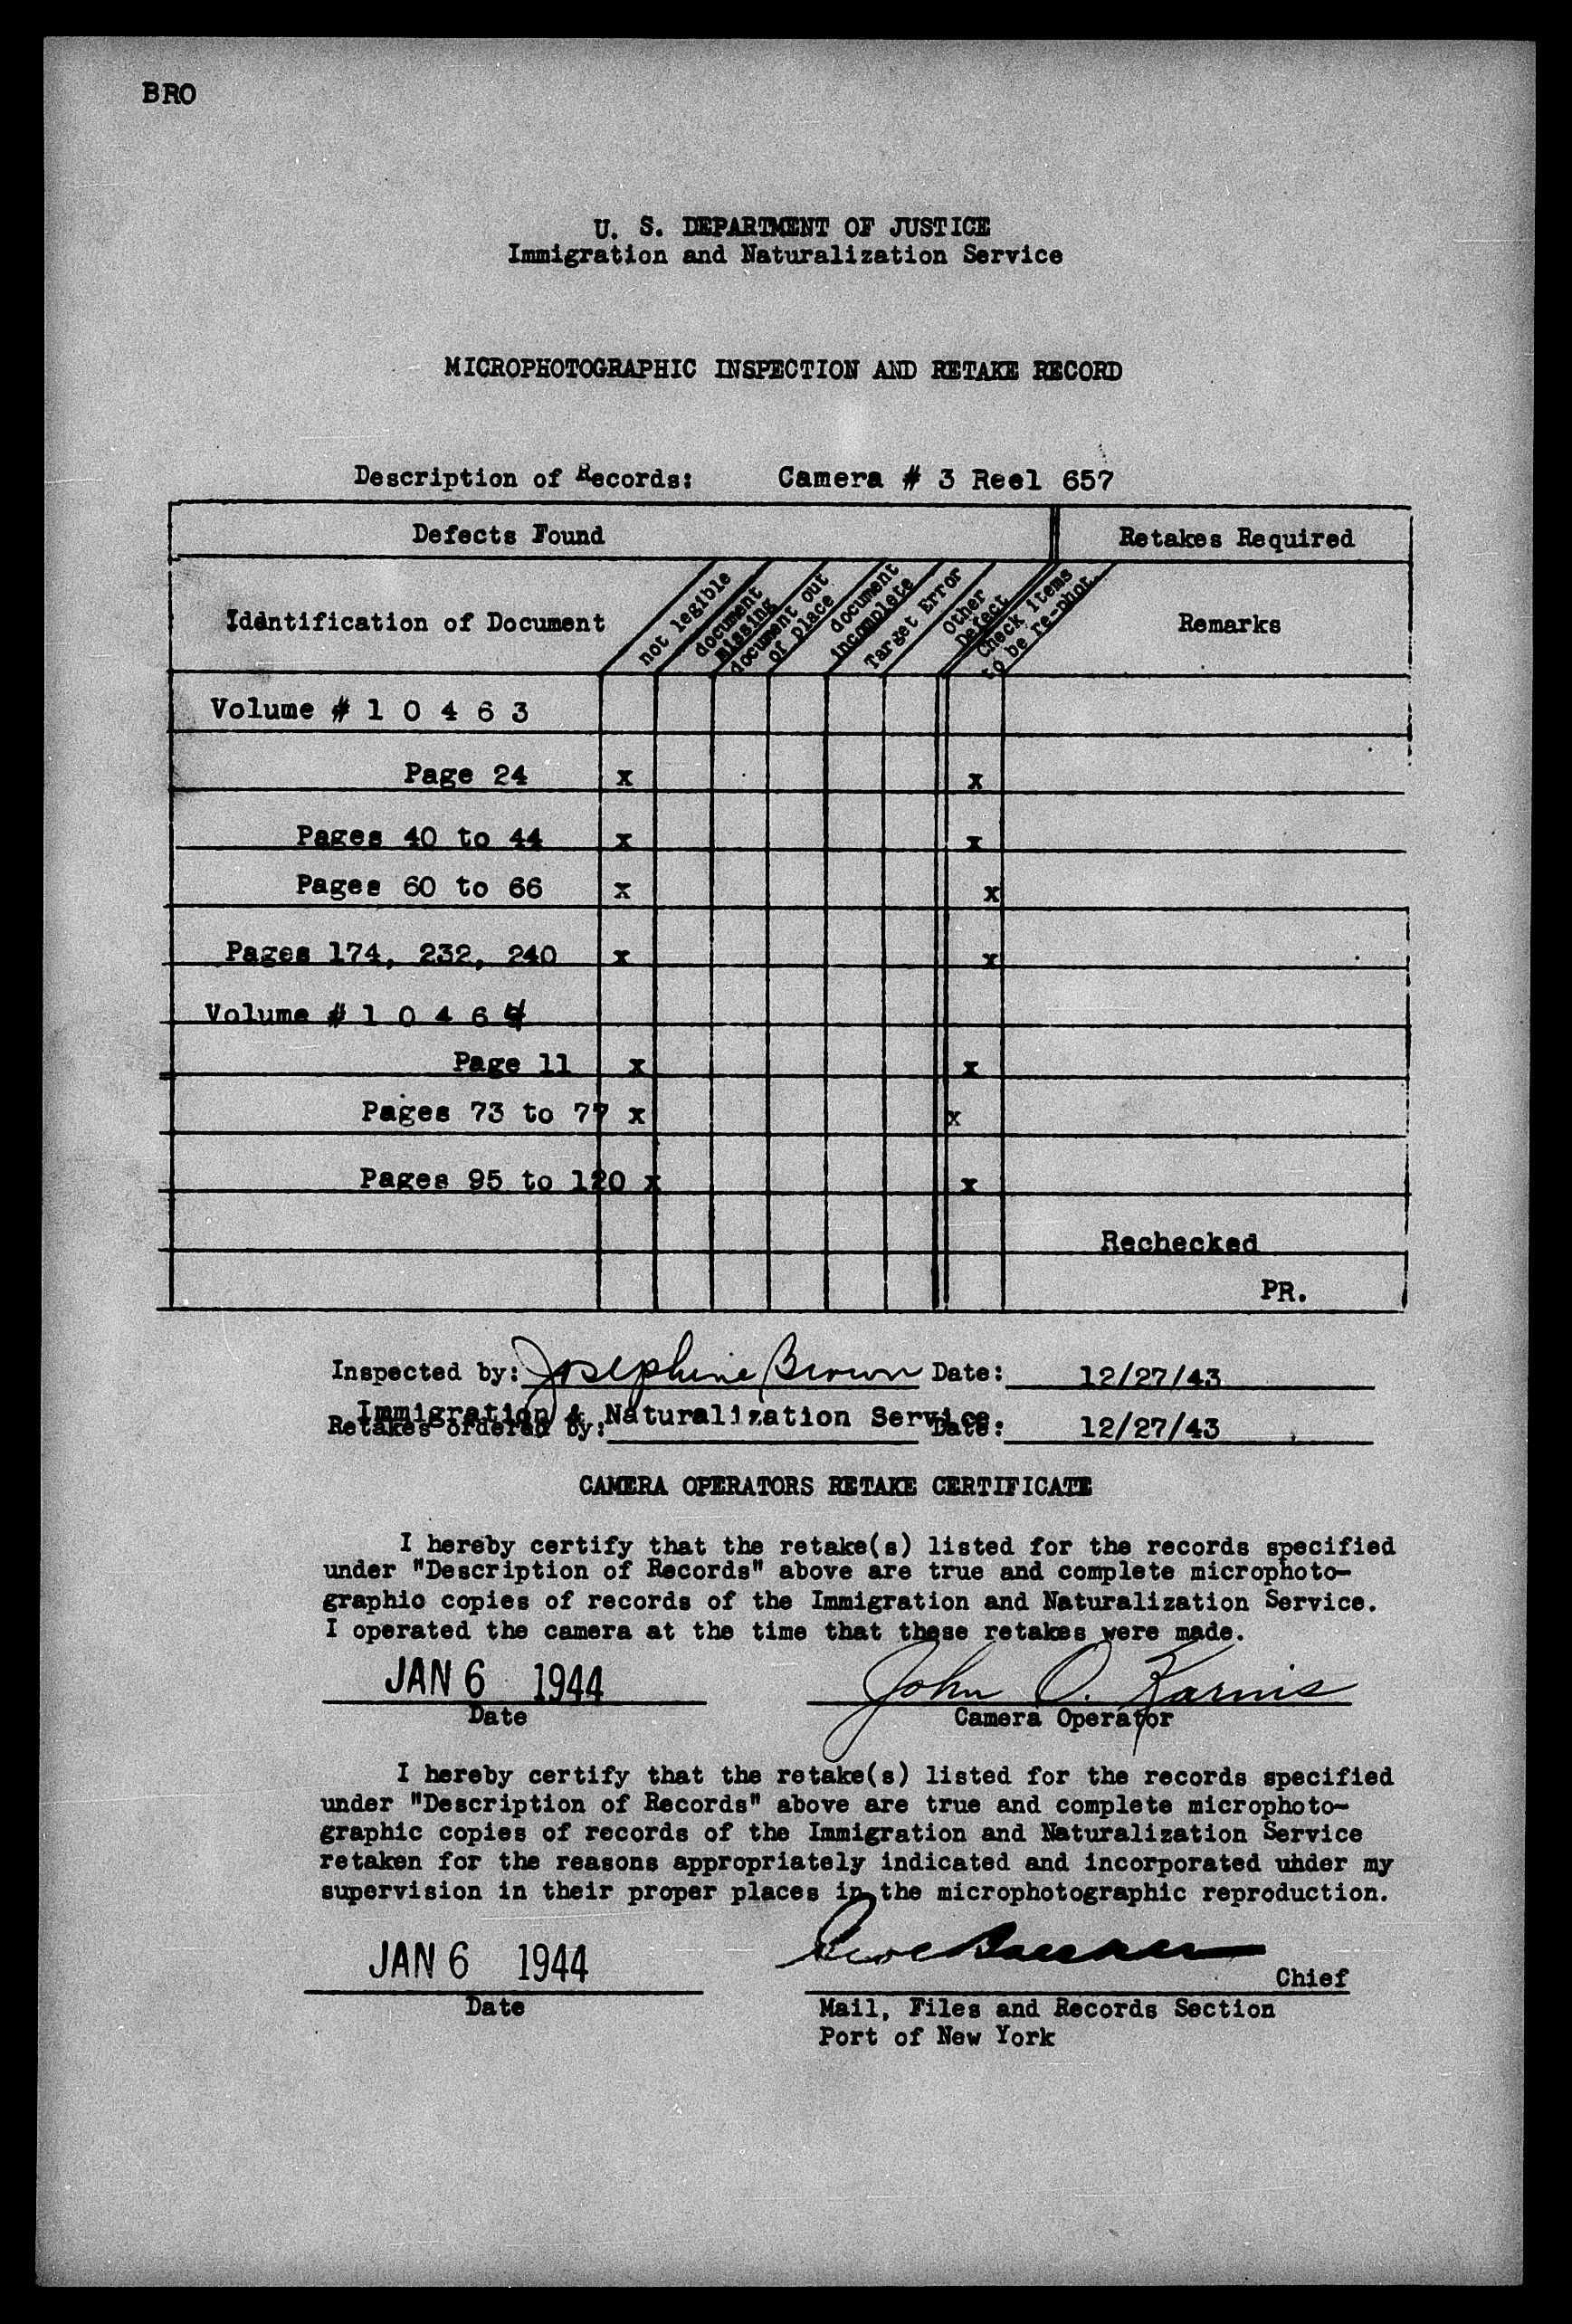 BRO
U. S. DEPARTMENT OF JUSTICE
Immigration and Naturalization Service
MICROPHOTOGRAPHIC INSPECTION AND RETAKE RECORD
Description of Records: Camera # 3 Reel 657
Defects Found Retakes Required
Identification of Document
not legible
document
missing
document out
of place
document
incomplete
Target Error
Other
Defect
Check items
to be re-phot.
Remarks
Volume # 1 0 4 6 3
Page 24 x x
Pages 40 to 44 x x
Pages 60 to 66 x x
Pages 174, 232, 240 x x
Volume # 1 0 4 6 4
Page 11 x x
Pages 73 to 77 x x
Pages 95 to 120 x x
Rechecked
PR.
Inspected by: Josephine Brown Date: 12/27/43
Immigration & Naturalization Service.
Retakes ordered by: Date: 12/27/43
CAMERA OPERATORS RETAKE CERTIFICATE
I hereby certify that the retake(s) listed for the records specified
under "Description of Records" above are true and complete microphoto-
graphic copies of records of the Immigration and Naturalization Service.
I operated the camera at the time that these retakes were made.
JAN 6 1944 John O. Karnis
Date Camera Operator
I hereby certify that the retake(s) listed for the records specified
under "Description of Records" above are true and complete microphoto-
graphic copies of records of the Immigration and Naturalization Service
retaken for the reasons appropriately indicated and incorporated uhder my
supervision in their proper places in the microphotographic reproduction.
JAN 6 1944
Chief
Date Mail, Files and Records Section
Port of New York